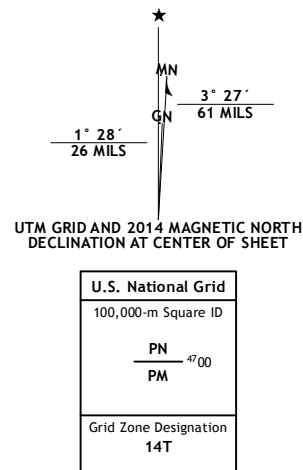 ★
MN
3° 27´
61 MILS
GN
1° 28´
26 MILS
UTM GRID AND 2014 MAGNETIC NORTH
DECLINATION AT CENTER OF SHEET
U.S. National Grid
100,000-m Square ID
PN
4700
PM
Grid Zone Designation
14T